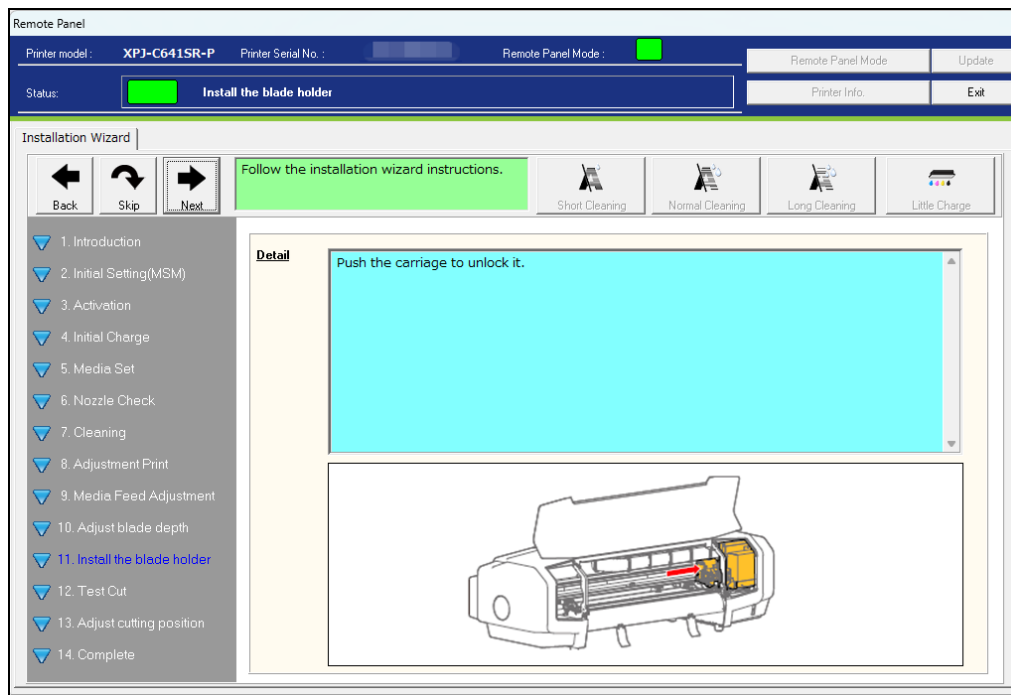 Remote Panel
Printer model : XPJ-C641SR-P Printer Serial No. : Remote Panel Mode :
Remote Panel Mode Update
Status: Install the blade holder
Printer Info. Exit
Installation Wizard
Back Skip Next
Follow the installation wizard instructions.
Short Cleaning Normal Cleaning Long Cleaning Little Charge
1. Introduction
2. Initial Setting(MSM)
3. Activation
4. Initial Charge
5. Media Set
6. Nozzle Check
7. Cleaning
8. Adjustment Print
9. Media Feed Adjustment
10. Adjust blade depth
11. Install the blade holder
12. Test Cut
13. Adjust cutting position
14. Complete
Detail
Push the carriage to unlock it.